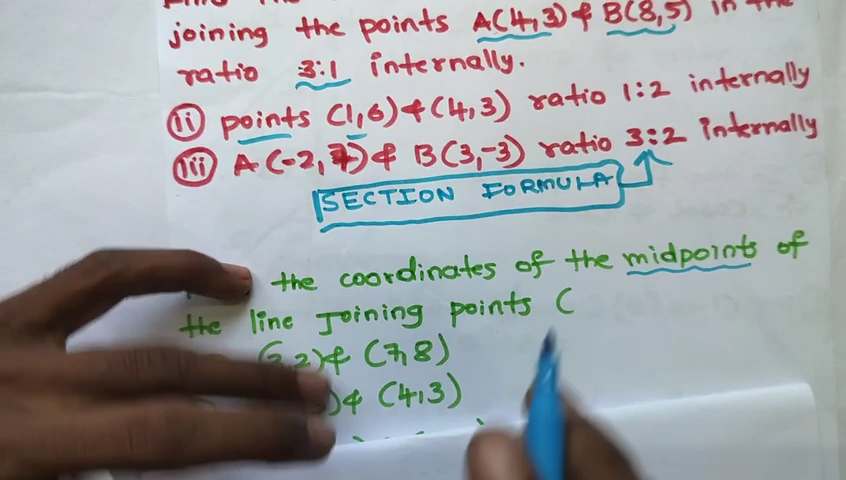 joining the points A(4,3) & B(8,5) in the
ratio 3:1 internally.
(ii) points (1,6) & (4,3) ratio 1:2 internally
(iii) A(-2,7) & B(3,-3) ratio 3:2 internally
SECTION FORMULA
the coordinates of the midpoints of
the line joining points (
,2) & (7,8)
) & (4,3)